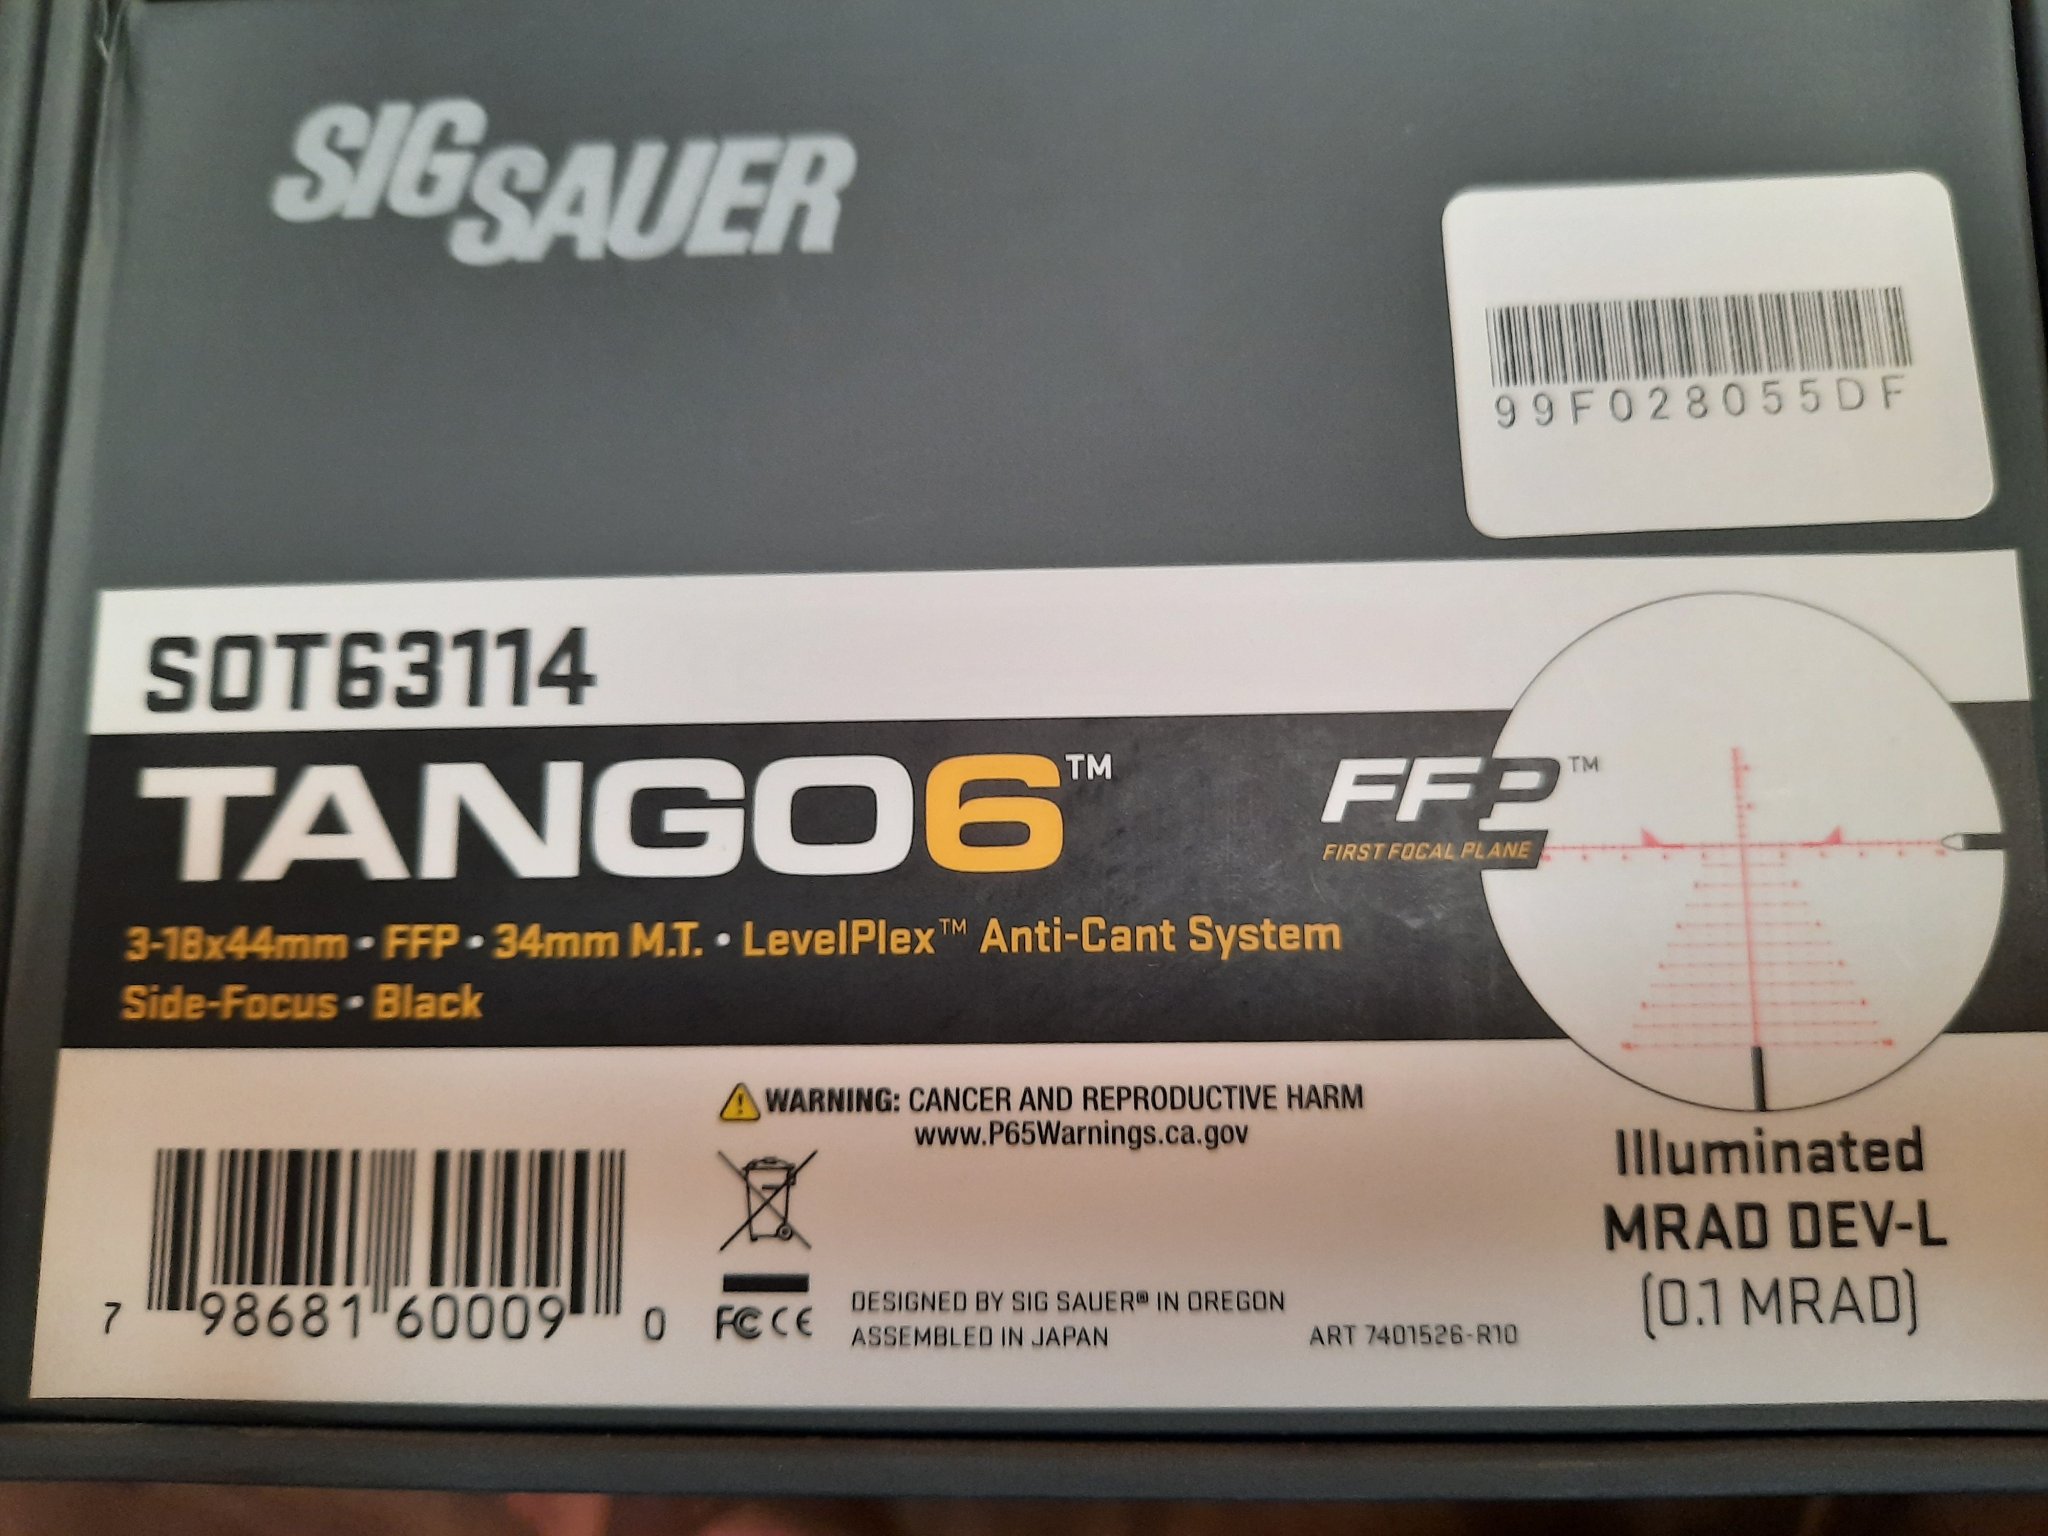 SIG SAUER
99F028055DF
SOT63114
TANGO6™
FFP™
FIRST FOCAL PLANE
3-18x44mm • FFP • 34mm M.T. • LevelPlex™ Anti-Cant System
Side-Focus • Black
WARNING: CANCER AND REPRODUCTIVE HARM
www.P65Warnings.ca.gov
Illuminated
MRAD DEV-L
(0.1 MRAD)
7 98681 60009 0
FC CE
DESIGNED BY SIG SAUER® IN OREGON
ASSEMBLED IN JAPAN
ART 7401526-R10